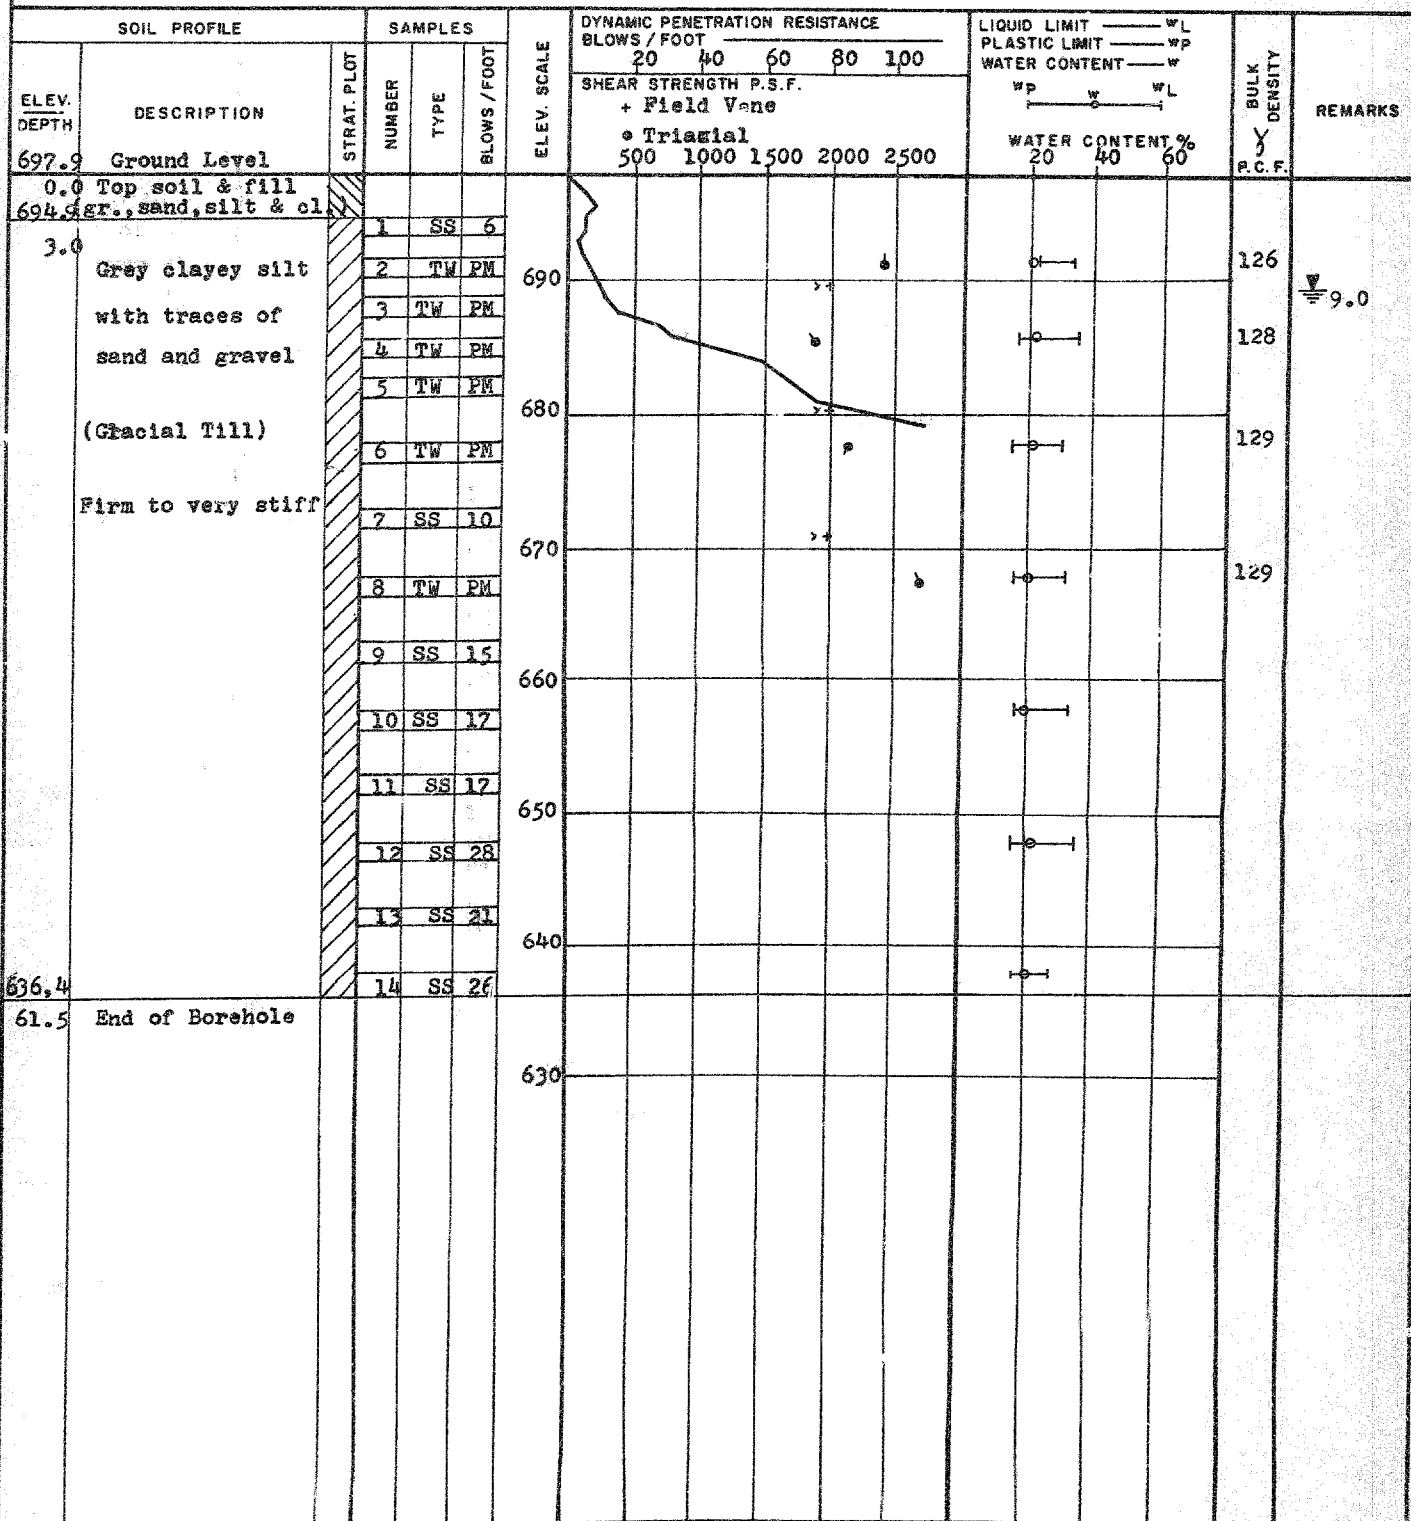 SOIL PROFILE
SAMPLES
ELEV. SCALE
DYNAMIC PENETRATION RESISTANCE
BLOWS / FOOT
20 40 60 80 100
LIQUID LIMIT — wL
PLASTIC LIMIT — wP
WATER CONTENT — w
BULK DENSITY
γ
P.C.F.
REMARKS
ELEV.
DEPTH
DESCRIPTION
STRAT. PLOT
NUMBER
TYPE
BLOWS / FOOT
SHEAR STRENGTH P.S.F.
+ Field Vane
Triaxial
500 1000 1500 2000 2500
wP w wL
WATER CONTENT %
20 40 60
697.9 Ground Level
0.0 Top soil & fill
694.9 (gr., sand, silt & cl.)
3.0
Grey clayey silt
with traces of
sand and gravel
(Glacial Till)
Firm to very stiff
1 SS 6
2 TW PM
3 TW PM
4 TW PM
5 TW PM
6 TW PM
7 SS 10
8 TW PM
9 SS 15
10 SS 17
11 SS 17
12 SS 28
13 SS 21
14 SS 26
690
680
670
660
650
640
630
126
128
129
129
9.0
636,4
61.5 End of Borehole